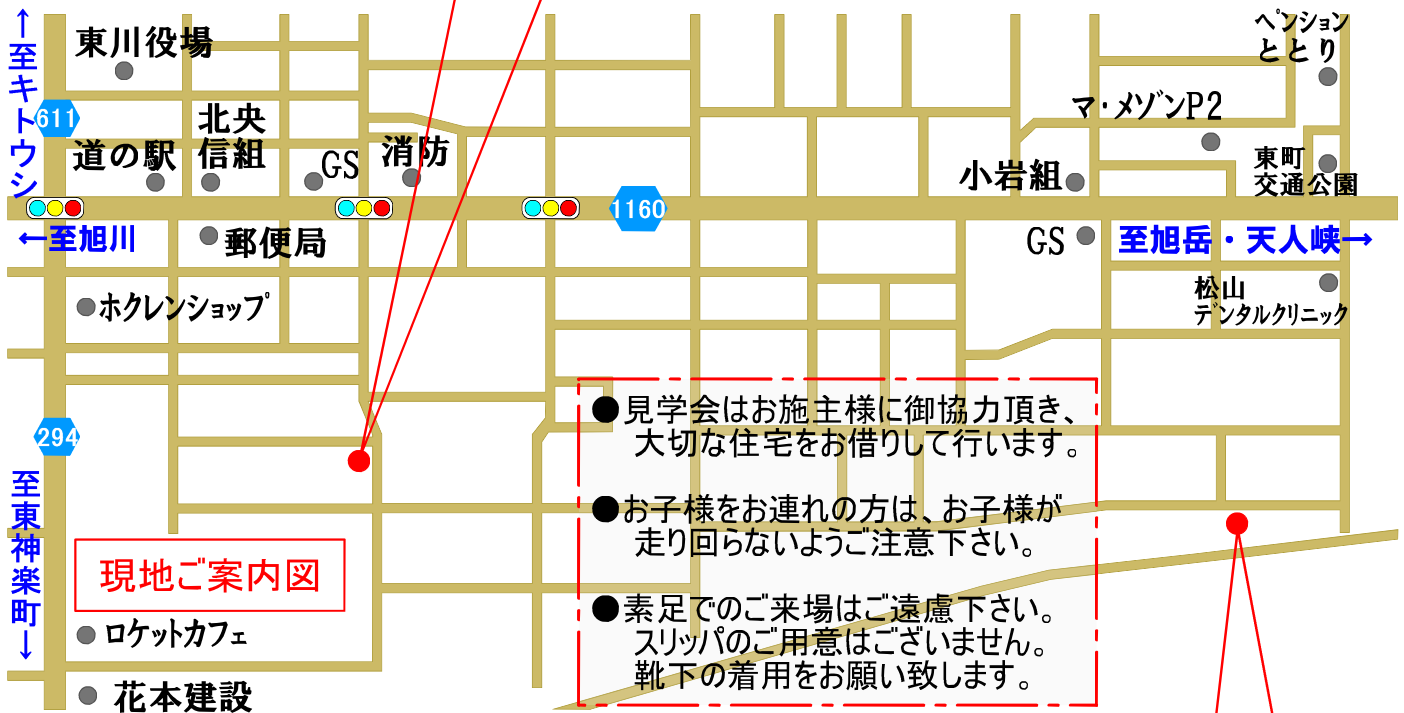 ↑至キトウシ
東川役場
611
北央
信組
道の駅
GS
消防
1160
←至旭川
郵便局
ホクレンショップ
ペンション
ととり
マ・メゾンP2
小岩組
東町
交通公園
GS
至旭岳・天人峡→
松山
デンタルクリニック
294
至東神楽町↓
現地ご案内図
ロケットカフェ
花本建設
●見学会はお施主様に御協力頂き、
大切な住宅をお借りして行います。
●お子様をお連れの方は、お子様が
走り回らないようご注意下さい。
●素足でのご来場はご遠慮下さい。
スリッパのご用意はございません。
靴下の着用をお願い致します。